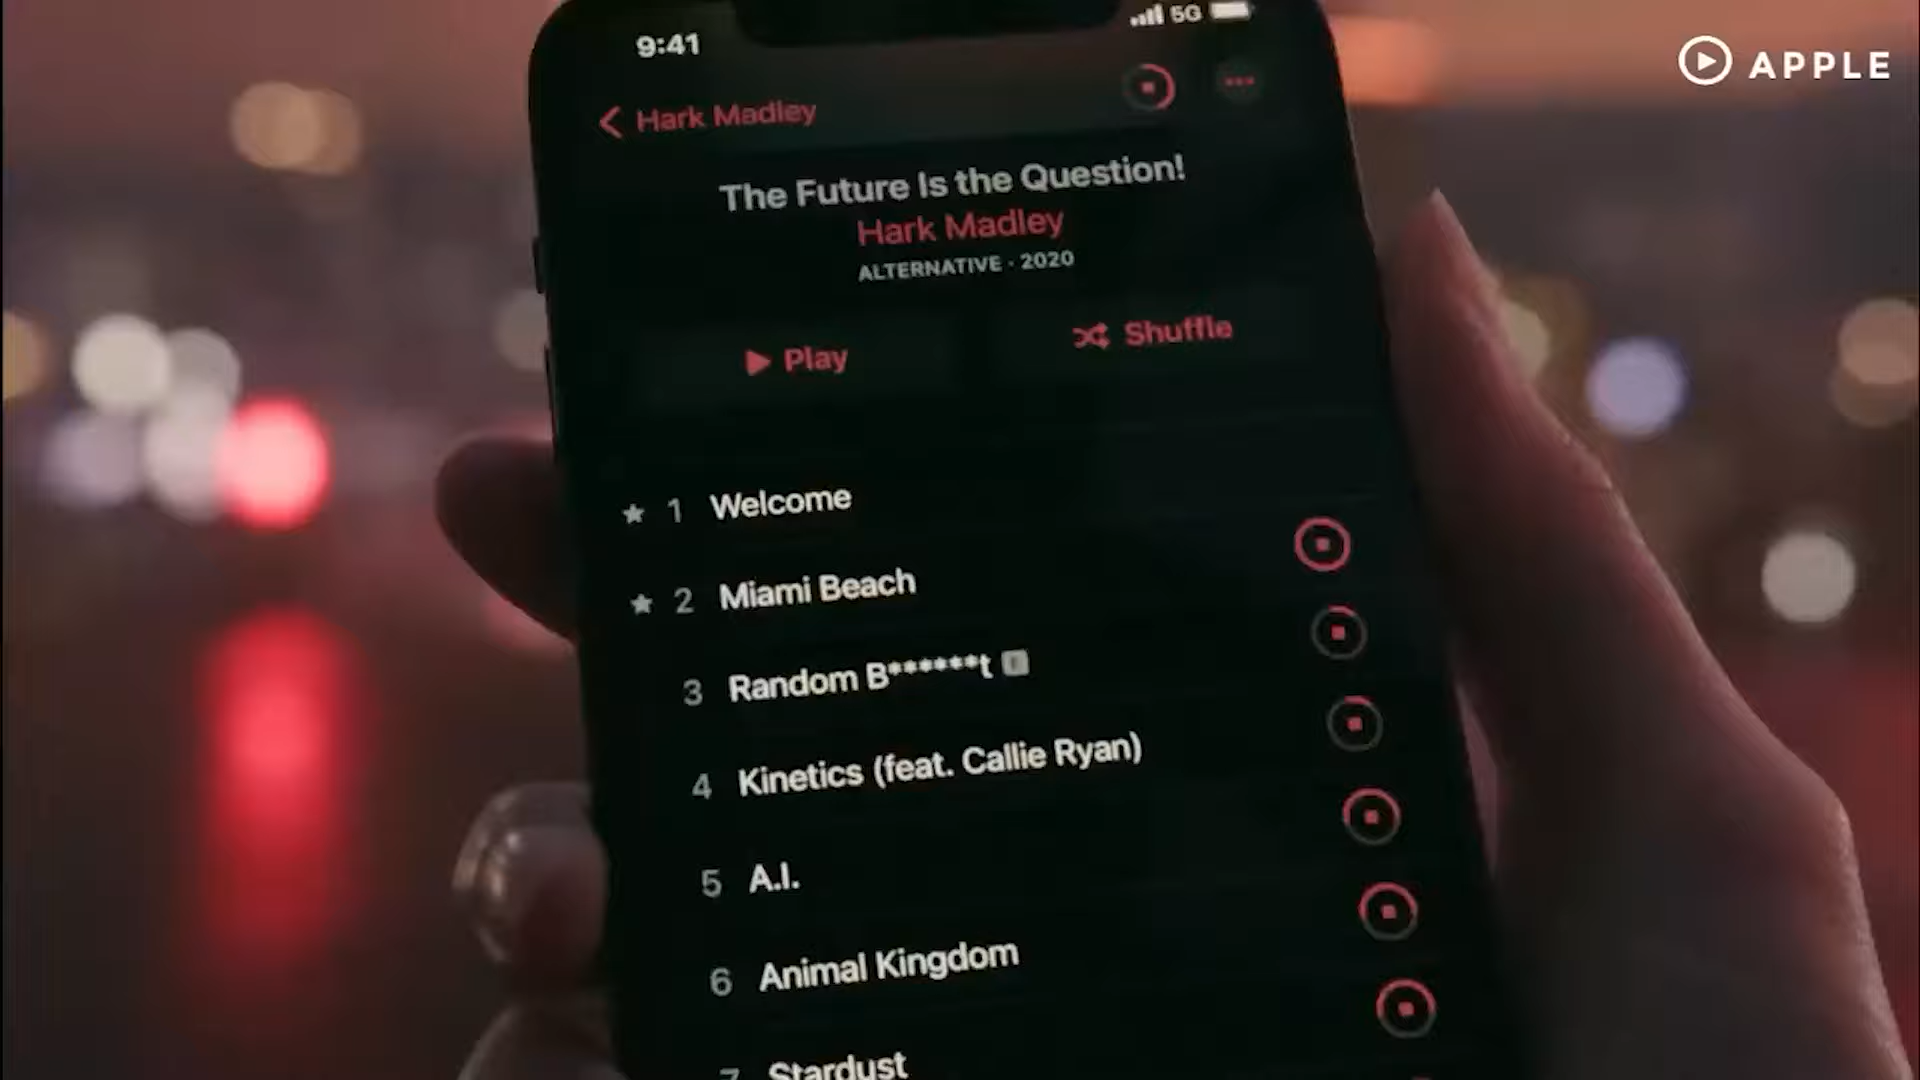 9:41
5G
APPLE
Hark Madley
The Future Is the Question!
Hark Madley
ALTERNATIVE · 2020
Play
Shuffle
1 Welcome
2 Miami Beach
3 Random B******t E
4 Kinetics (feat. Callie Ryan)
5 A.I.
6 Animal Kingdom
7 Stardust